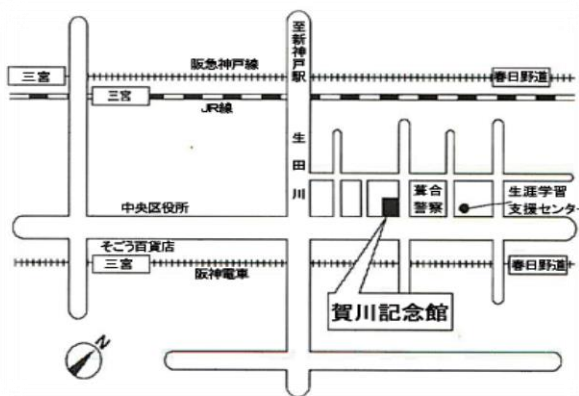 至新神戸駅
阪急神戸線
三宮
春日野道
三宮
JR線
生田川
葺合
警察
生涯学習
支援センター
中央区役所
そごう百貨店
三宮
阪神電車
春日野道
賀川記念館
N